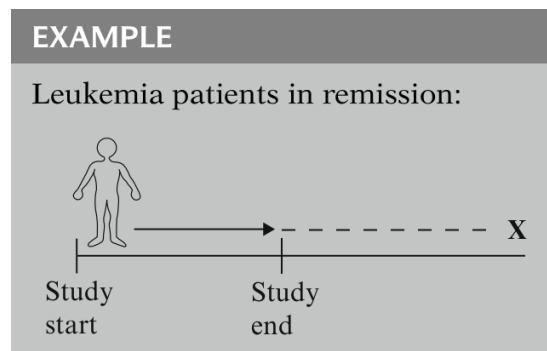 EXAMPLE
Leukemia patients in remission:
X
Study
start
Study
end